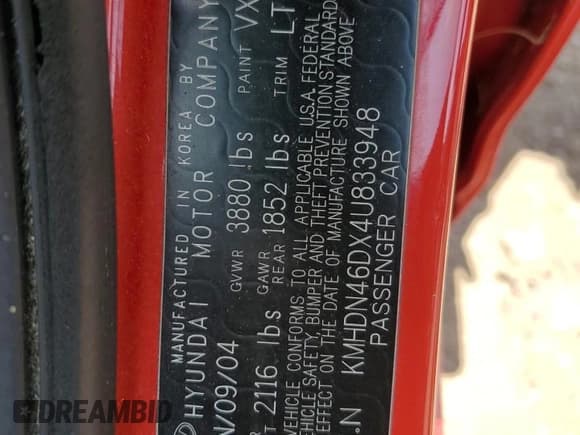 MANUFACTURED IN KOREA BY
HYUNDAI MOTOR COMPANY
/09/04 GVWR 3880 lbs PAINT VX
2116 lbs GAWR REAR 1852 lbs TRIM LT
VEHICLE CONFORMS TO ALL APPLICABLE U.S.A. FEDERAL
VEHICLE SAFETY, BUMPER AND THEFT PREVENTION STANDARD
EFFECT ON THE DATE OF MANUFACTURE SHOWN ABOVE
.N KMHDN46DX4U833948
PASSENGER CAR
DREAMBID